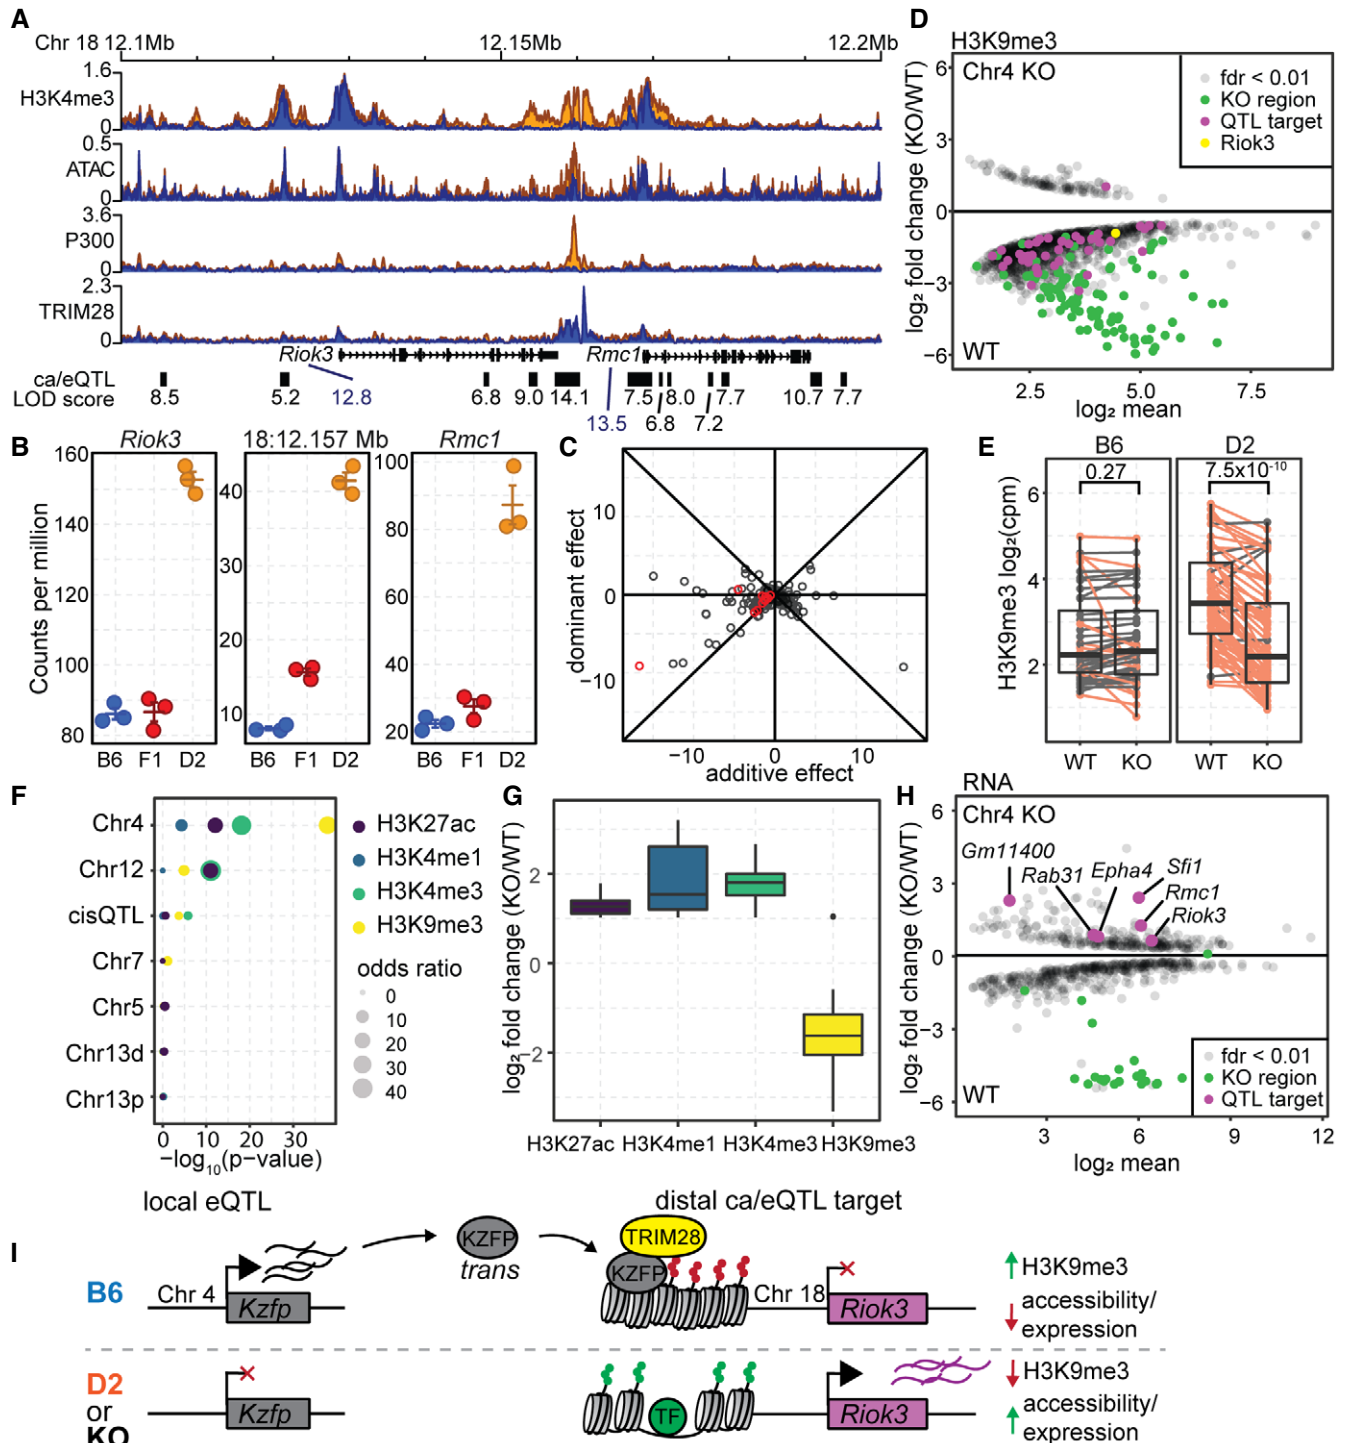 A
Chr 18 12.1Mb 12.15Mb 12.2Mb
1.6
H3K4me3
0
0.5
ATAC
0
3.6
P300
0
2.3
TRIM28
0
Riok3 Rmc1
ca/eQTL
LOD score 8.5 5.2 12.8 6.8 9.0 14.1 7.5 8.0 7.7 10.7 7.7
13.5 6.8 7.2
B
Riok3 18:12.157 Mb Rmc1
Counts per million
160
140
120
100
80
40
30
20
10
100
80
60
40
20
B6 F1 D2 B6 F1 D2 B6 F1 D2
C
dominant effect
10
0
−10
−10 0 10
additive effect
D
H3K9me3
Chr4 KO
fdr < 0.01
KO region
QTL target
Riok3
log₂ fold change (KO/WT)
6
3
0
−3
−6
WT
2.5 5.0 7.5
log₂ mean
E
B6 D2
0.27 7.5x10⁻¹⁰
H3K9me3 log₂(cpm)
6
4
2
WT KO WT KO
F
Chr4
Chr12
cisQTL
Chr7
Chr5
Chr13d
Chr13p
0 10 20 30
−log₁₀(p−value)
H3K27ac
H3K4me1
H3K4me3
H3K9me3
odds ratio
0
10
20
30
40
G
log₂ fold change (KO/WT)
2
0
−2
H3K27ac H3K4me1 H3K4me3 H3K9me3
H
RNA
Chr4 KO
Gm11400
Rab31 Epha4 Sfi1
Rmc1
Riok3
log₂ fold change (KO/WT)
6
3
0
−3
−6
fdr < 0.01
KO region
QTL target
WT
3 6 9 12
log₂ mean
I
local eQTL distal ca/eQTL target
B6
Chr 4
Kzfp
KZFP
trans
TRIM28
KZFP
Chr 18
Riok3
H3K9me3
accessibility/
expression
D2
or
KO
Kzfp
TF
Riok3
H3K9me3
accessibility/
expression